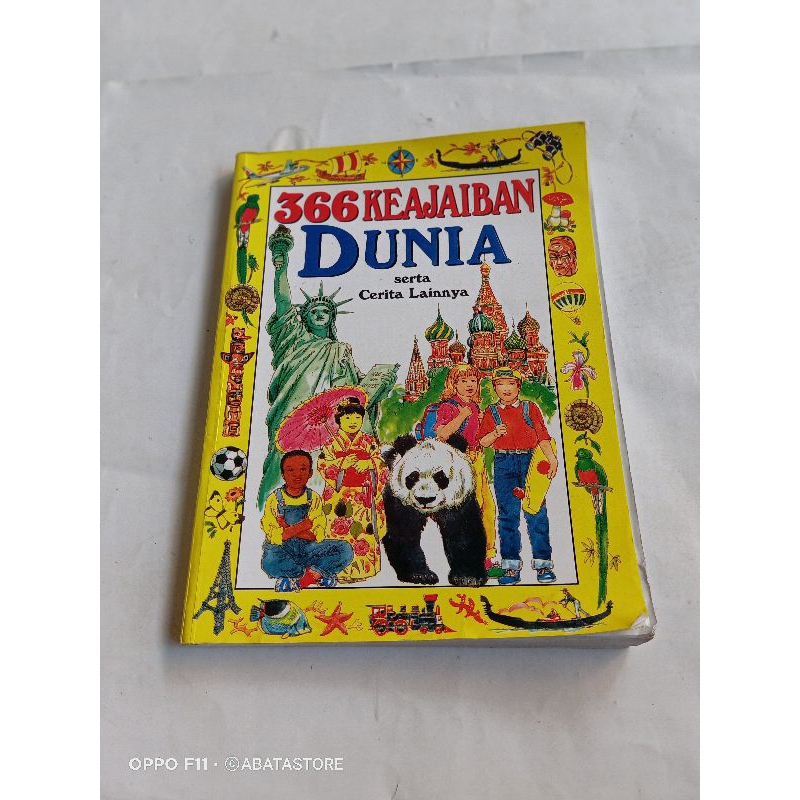 366 KEAJAIBAN
DUNIA
serta
Cerita Lainnya
OPPO F11 · ©ABATASTORE